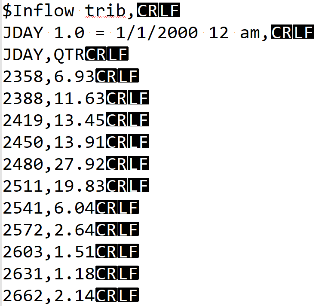 $Inflow trib,CRLF
JDAY 1.0 = 1/1/2000 12 am,CRLF
JDAY,QTRCRLF
2358,6.93CRLF
2388,11.63CRLF
2419,13.45CRLF
2450,13.91CRLF
2480,27.92CRLF
2511,19.83CRLF
2541,6.04CRLF
2572,2.64CRLF
2603,1.51CRLF
2631,1.18CRLF
2662,2.14CRLF